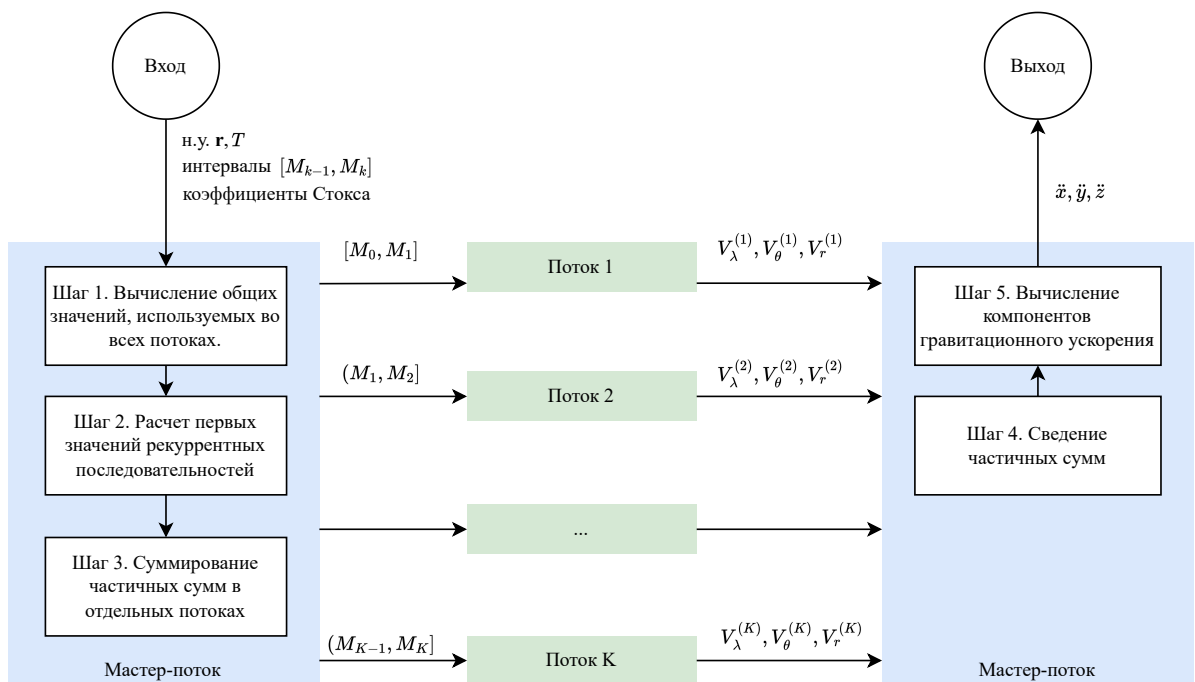 Вход
н.у. r, T
интервалы [M_{k−1}, M_k]
коэффициенты Стокса
Шаг 1. Вычисление общих
значений, используемых во
всех потоках.
Шаг 2. Расчет первых
значений рекуррентных
последовательностей
Шаг 3. Суммирование
частичных сумм в
отдельных потоках
Мастер-поток
[M_0, M_1]
Поток 1
V_λ^{(1)}, V_θ^{(1)}, V_r^{(1)}
(M_1, M_2]
Поток 2
V_λ^{(2)}, V_θ^{(2)}, V_r^{(2)}
...
(M_{K−1}, M_K]
Поток K
V_λ^{(K)}, V_θ^{(K)}, V_r^{(K)}
Выход
ẍ, ÿ, z̈
Шаг 5. Вычисление
компонентов
гравитационного ускорения
Шаг 4. Сведение
частичных сумм
Мастер-поток